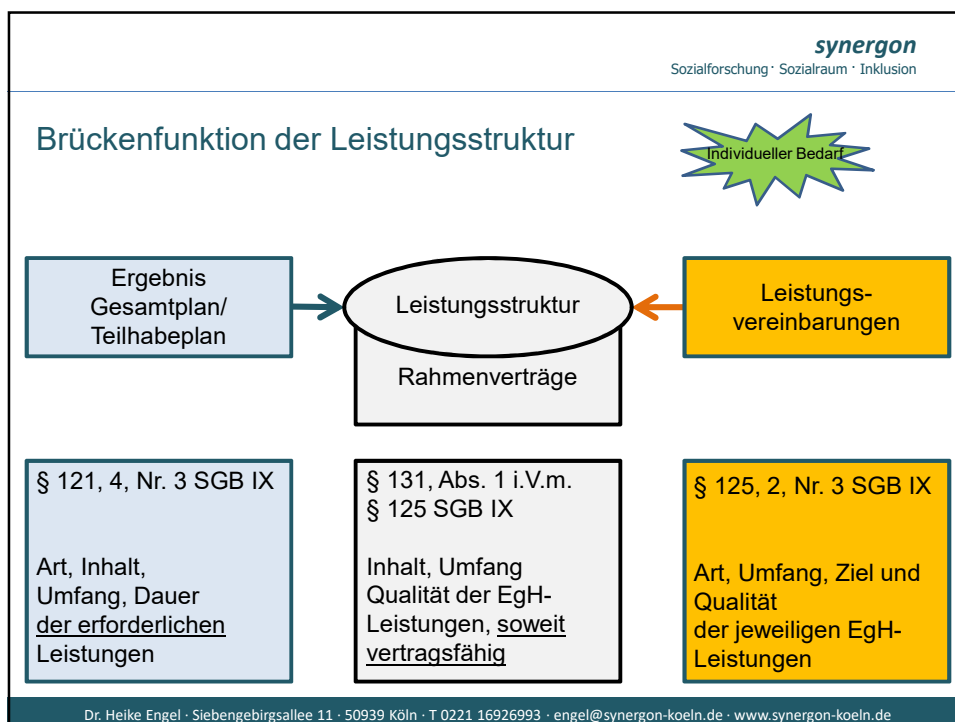 synergon
Sozialforschung · Sozialraum · Inklusion
Brückenfunktion der Leistungsstruktur
Individueller Bedarf
Ergebnis
Gesamtplan/
Teilhabeplan
Leistungsstruktur
Rahmenverträge
Leistungs-
vereinbarungen
§ 121, 4, Nr. 3 SGB IX
Art, Inhalt,
Umfang, Dauer
der erforderlichen
Leistungen
§ 131, Abs. 1 i.V.m.
§ 125 SGB IX
Inhalt, Umfang
Qualität der EgH-
Leistungen, soweit
vertragsfähig
§ 125, 2, Nr. 3 SGB IX
Art, Umfang, Ziel und
Qualität
der jeweiligen EgH-
Leistungen
Dr. Heike Engel · Siebengebirgsallee 11 · 50939 Köln · T 0221 16926993 · engel@synergon-koeln.de · www.synergon-koeln.de